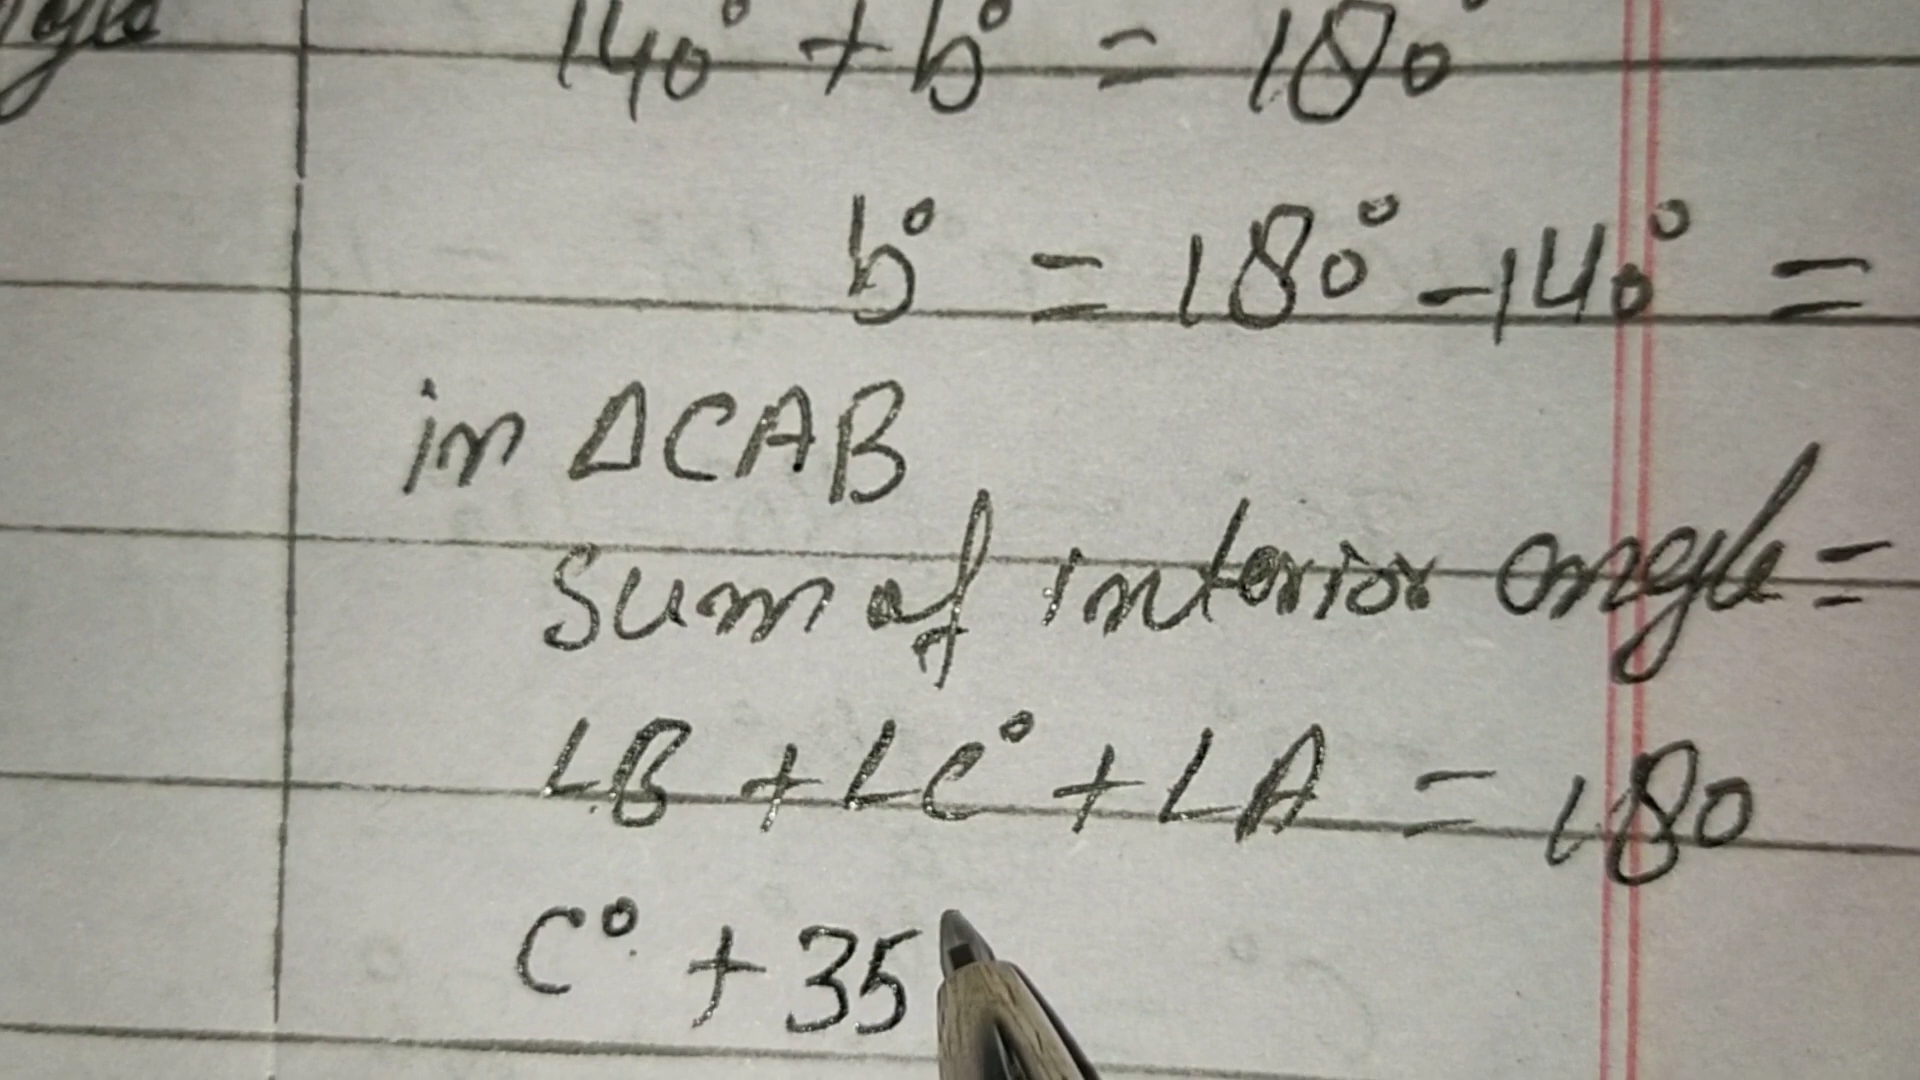 140° + b° = 180°
b° = 180° - 140° =
in ΔCAB
Sum of interior angle =
∠B + ∠C° + ∠A = 180
C° + 35